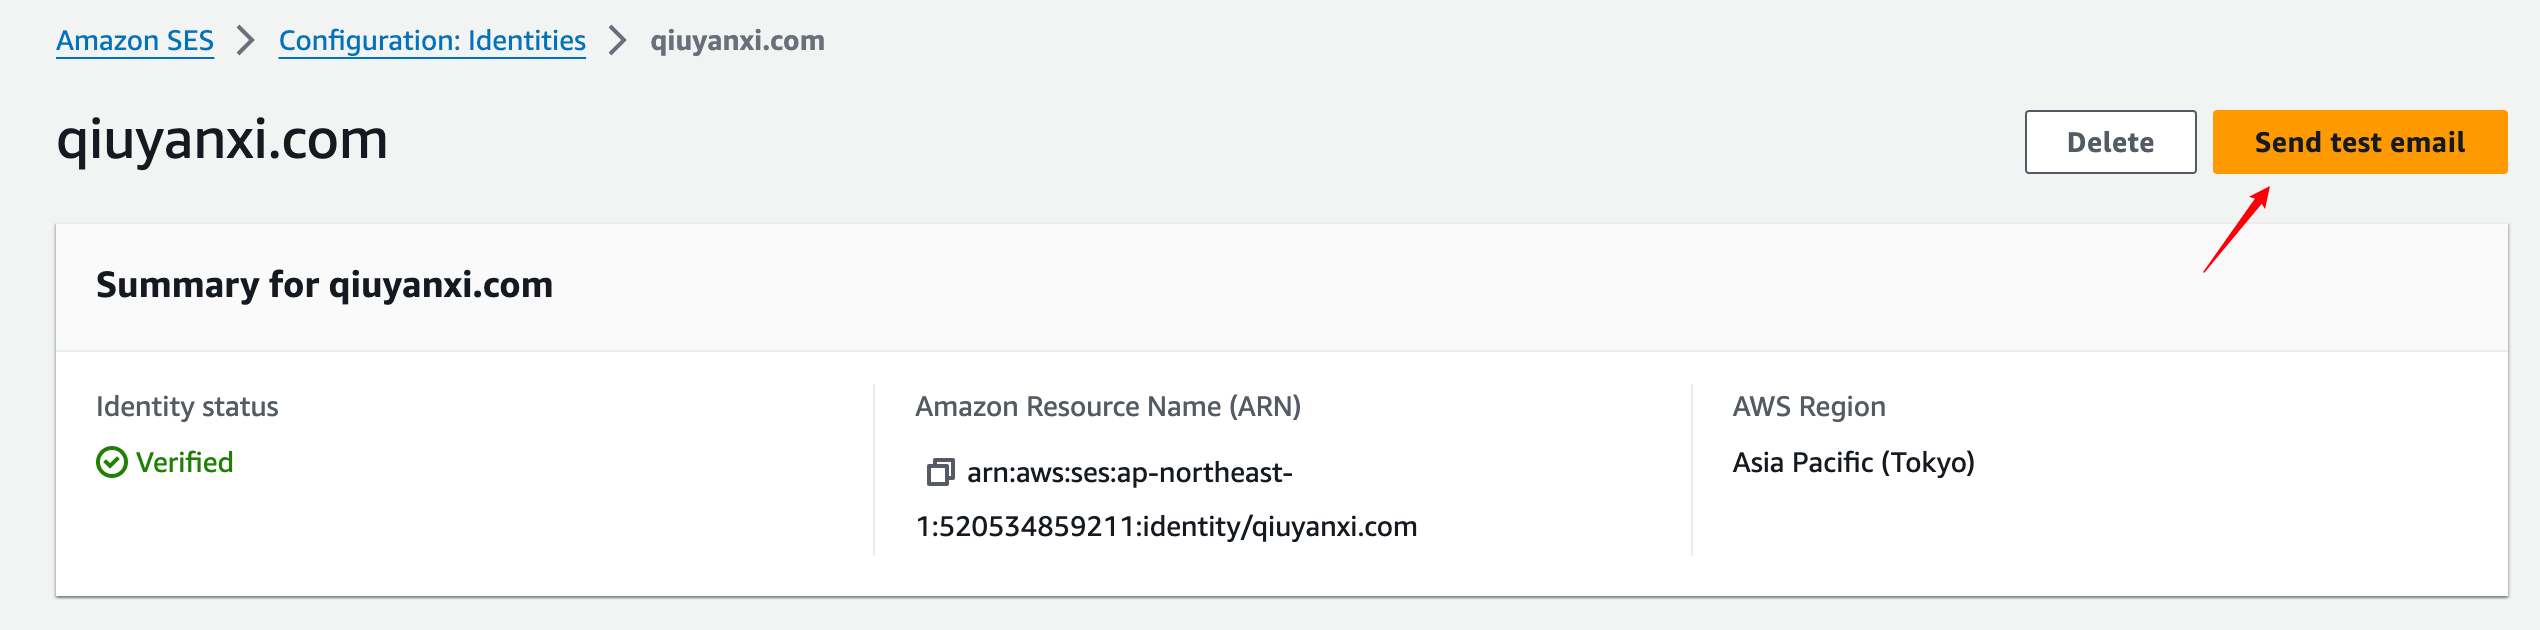 Amazon SES > Configuration: Identities > qiuyanxi.com
qiuyanxi.com
Delete
Send test email
Summary for qiuyanxi.com
Identity status
Verified
Amazon Resource Name (ARN)
arn:aws:ses:ap-northeast-
1:520534859211:identity/qiuyanxi.com
AWS Region
Asia Pacific (Tokyo)